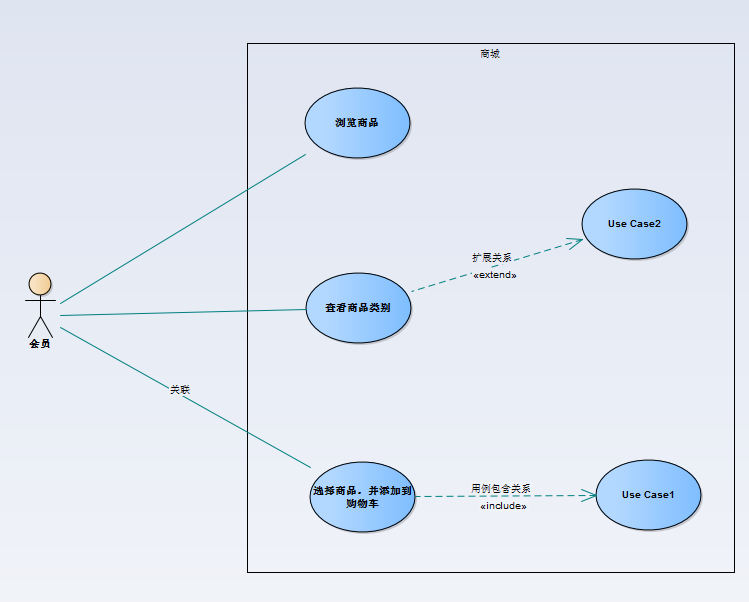 商城
浏览商品
Use Case2
扩展关系
«extend»
查看商品类别
会员
关联
选择商品，并添加到
购物车
用例包含关系
«include»
Use Case1